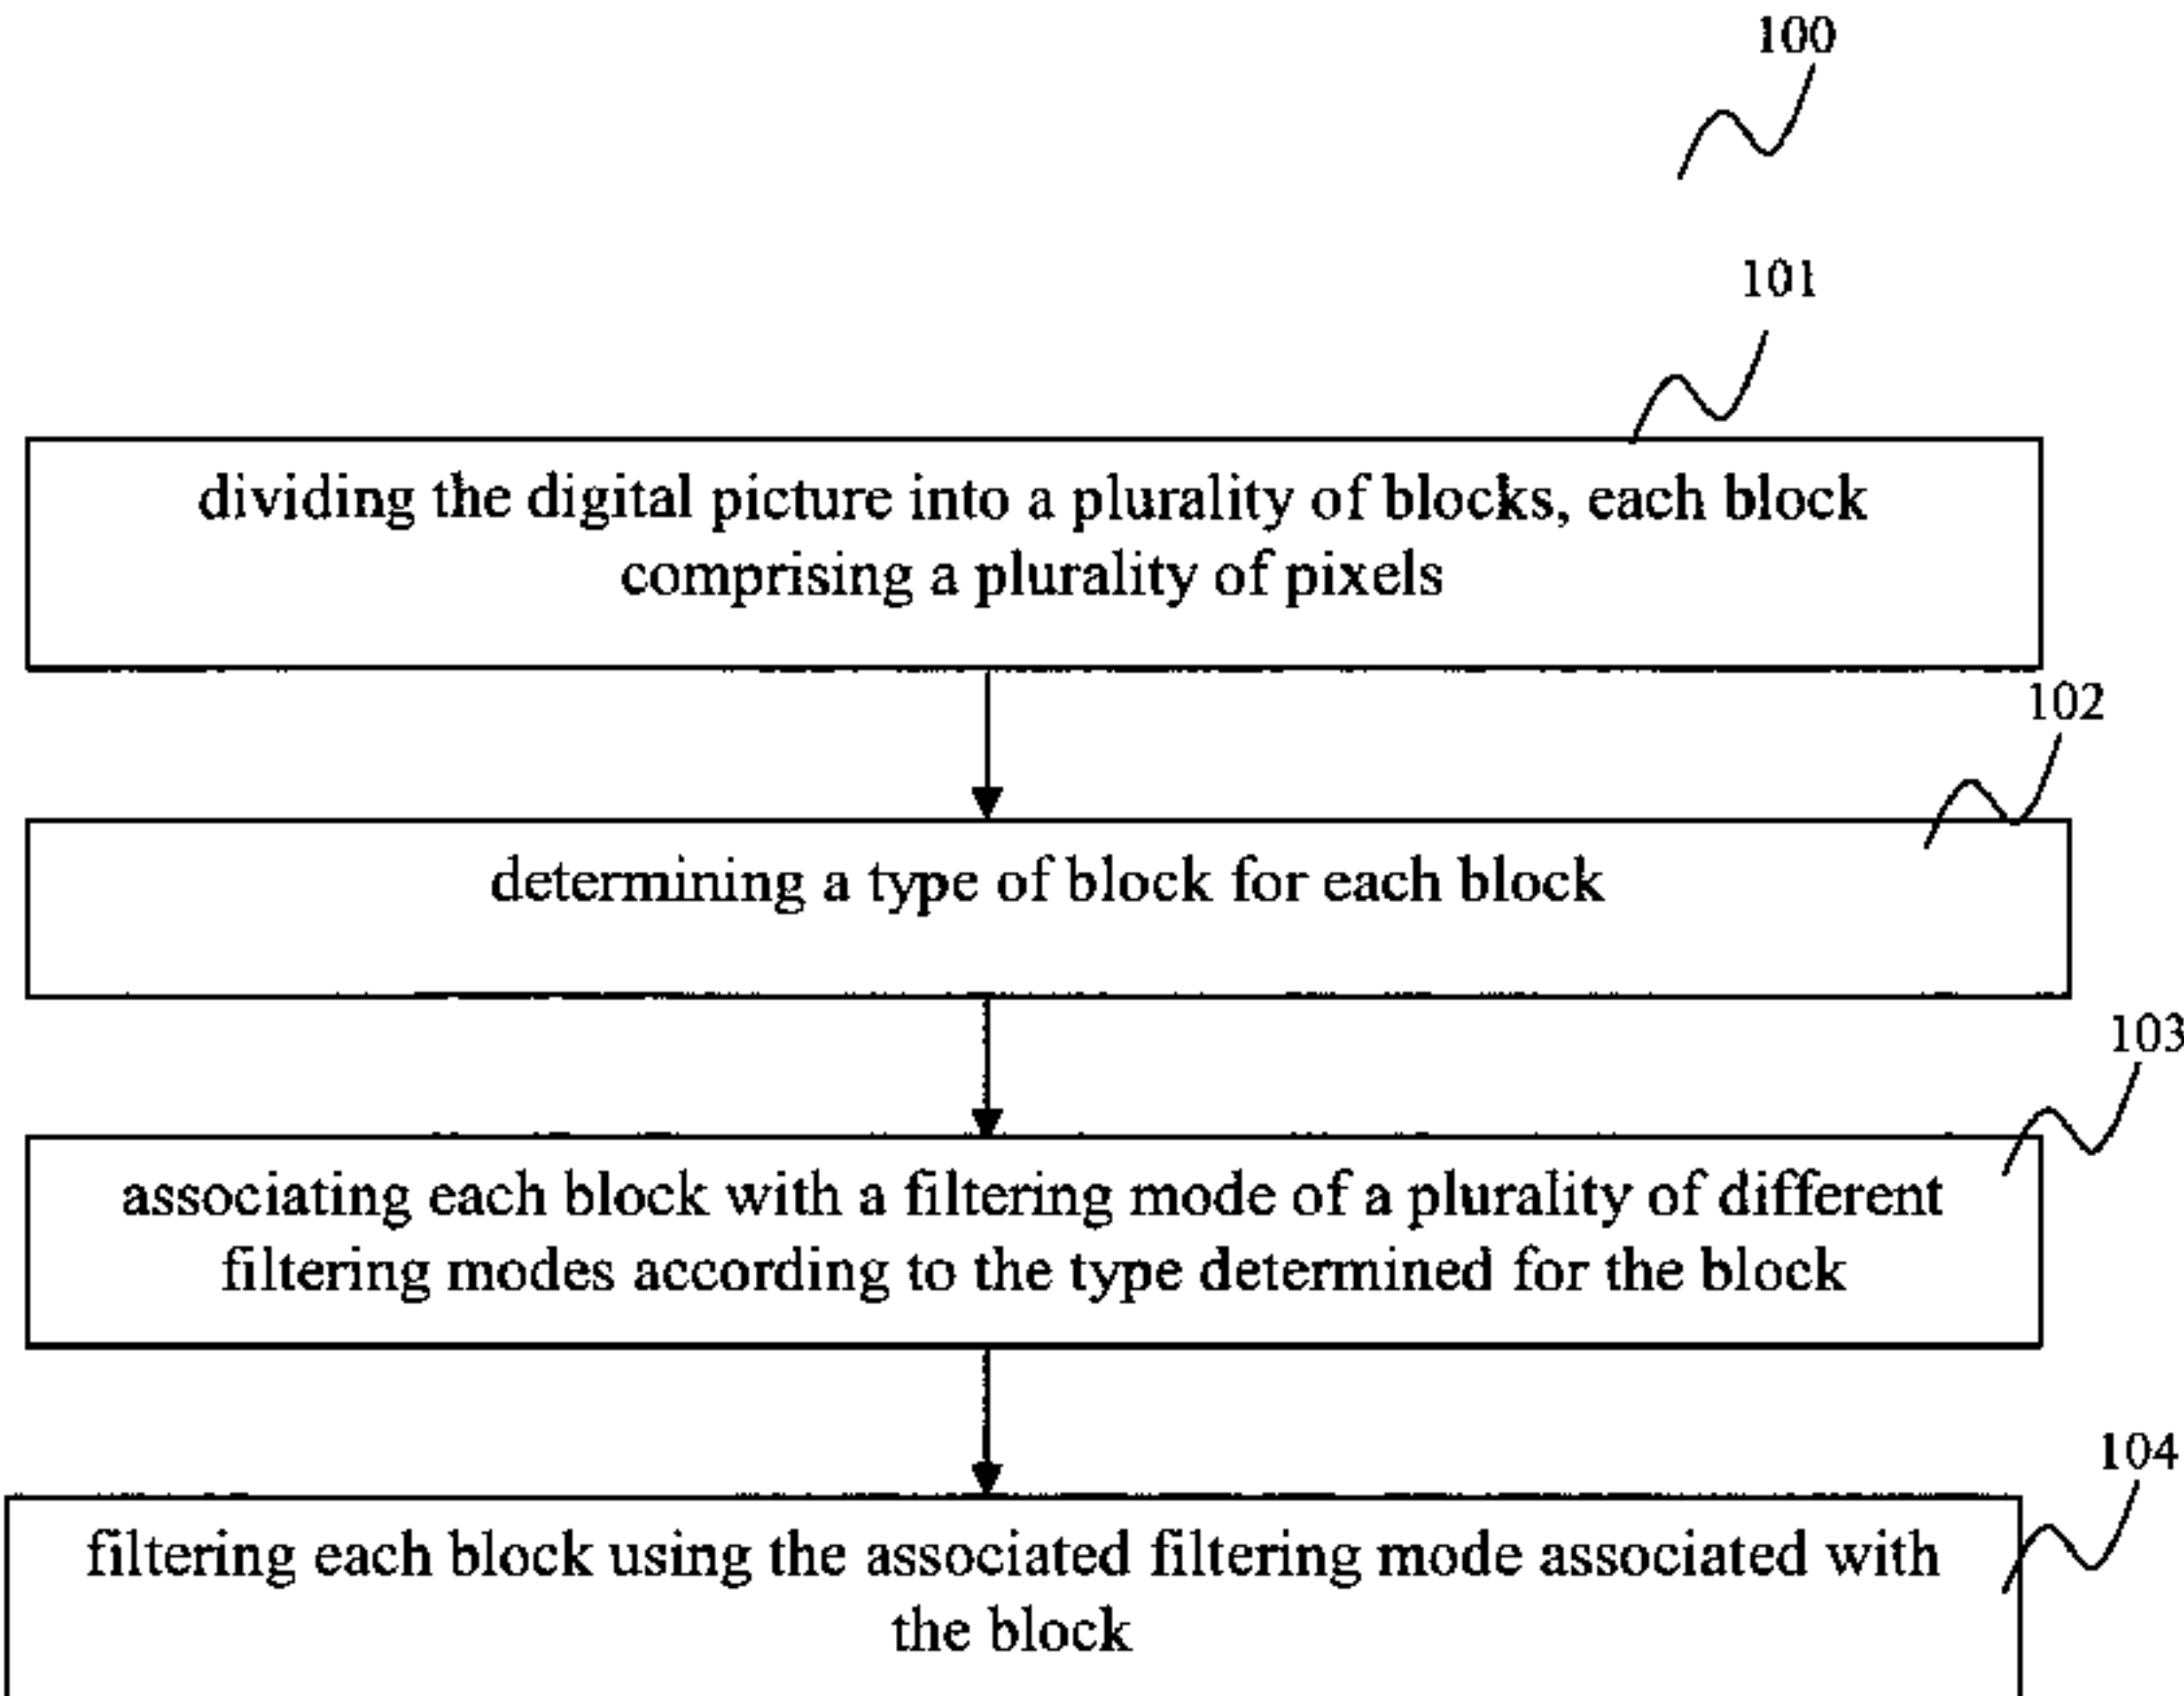 100
101
dividing the digital picture into a plurality of blocks, each block
comprising a plurality of pixels
102
determining a type of block for each block
103
associating each block with a filtering mode of a plurality of different
filtering modes according to the type determined for the block
104
filtering each block using the associated filtering mode associated with
the block